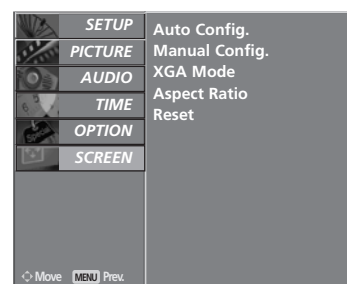 SETUP
PICTURE
AUDIO
TIME
OPTION
SCREEN
Auto Config.
Manual Config.
XGA Mode
Aspect Ratio
Reset
Move MENU Prev.